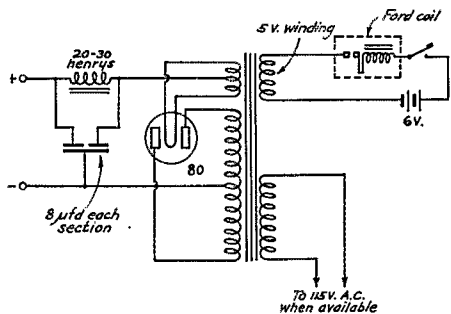 Ford coil
5 V. winding
20-30
henrys
+
6V.
80
-
8 μfd each
section
To 115 V. A.C.
when available